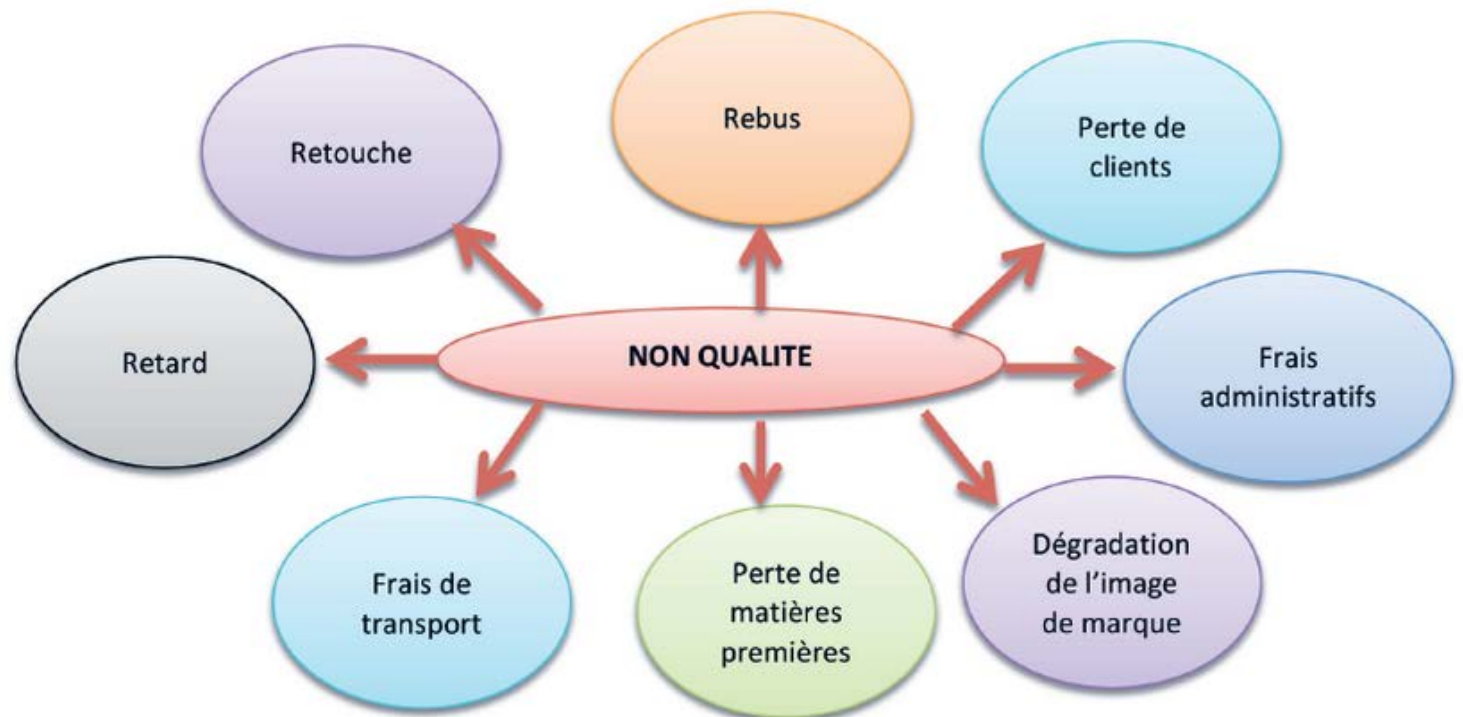 Rebus
Retouche
Perte de
clients
NON QUALITE
Retard
Frais
administratifs
Frais de
transport
Perte de
matières
premières
Dégradation
de l'image
de marque